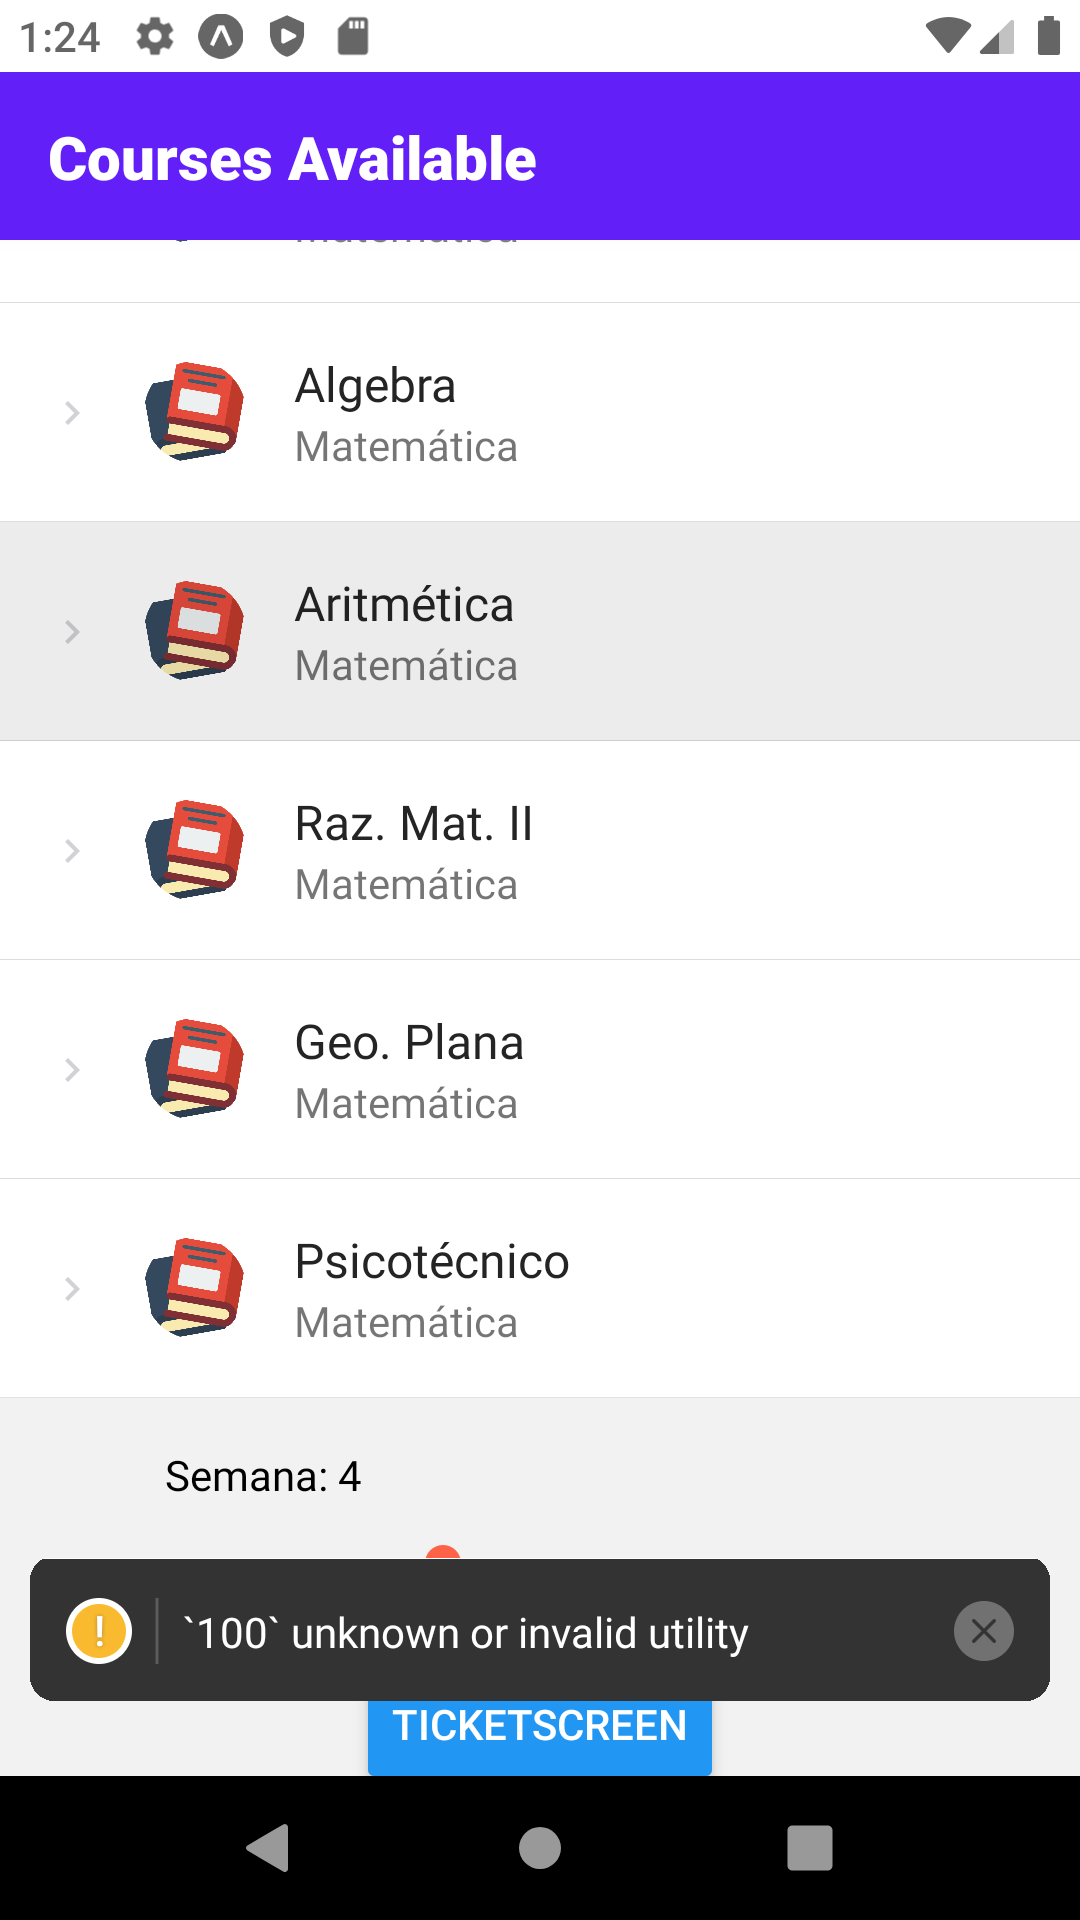 1:24
Courses Available
Algebra
Matemática
Aritmética
Matemática
Raz. Mat. II
Matemática
Geo. Plana
Matemática
Psicotécnico
Matemática
Semana: 4
`100` unknown or invalid utility
TICKETSCREEN